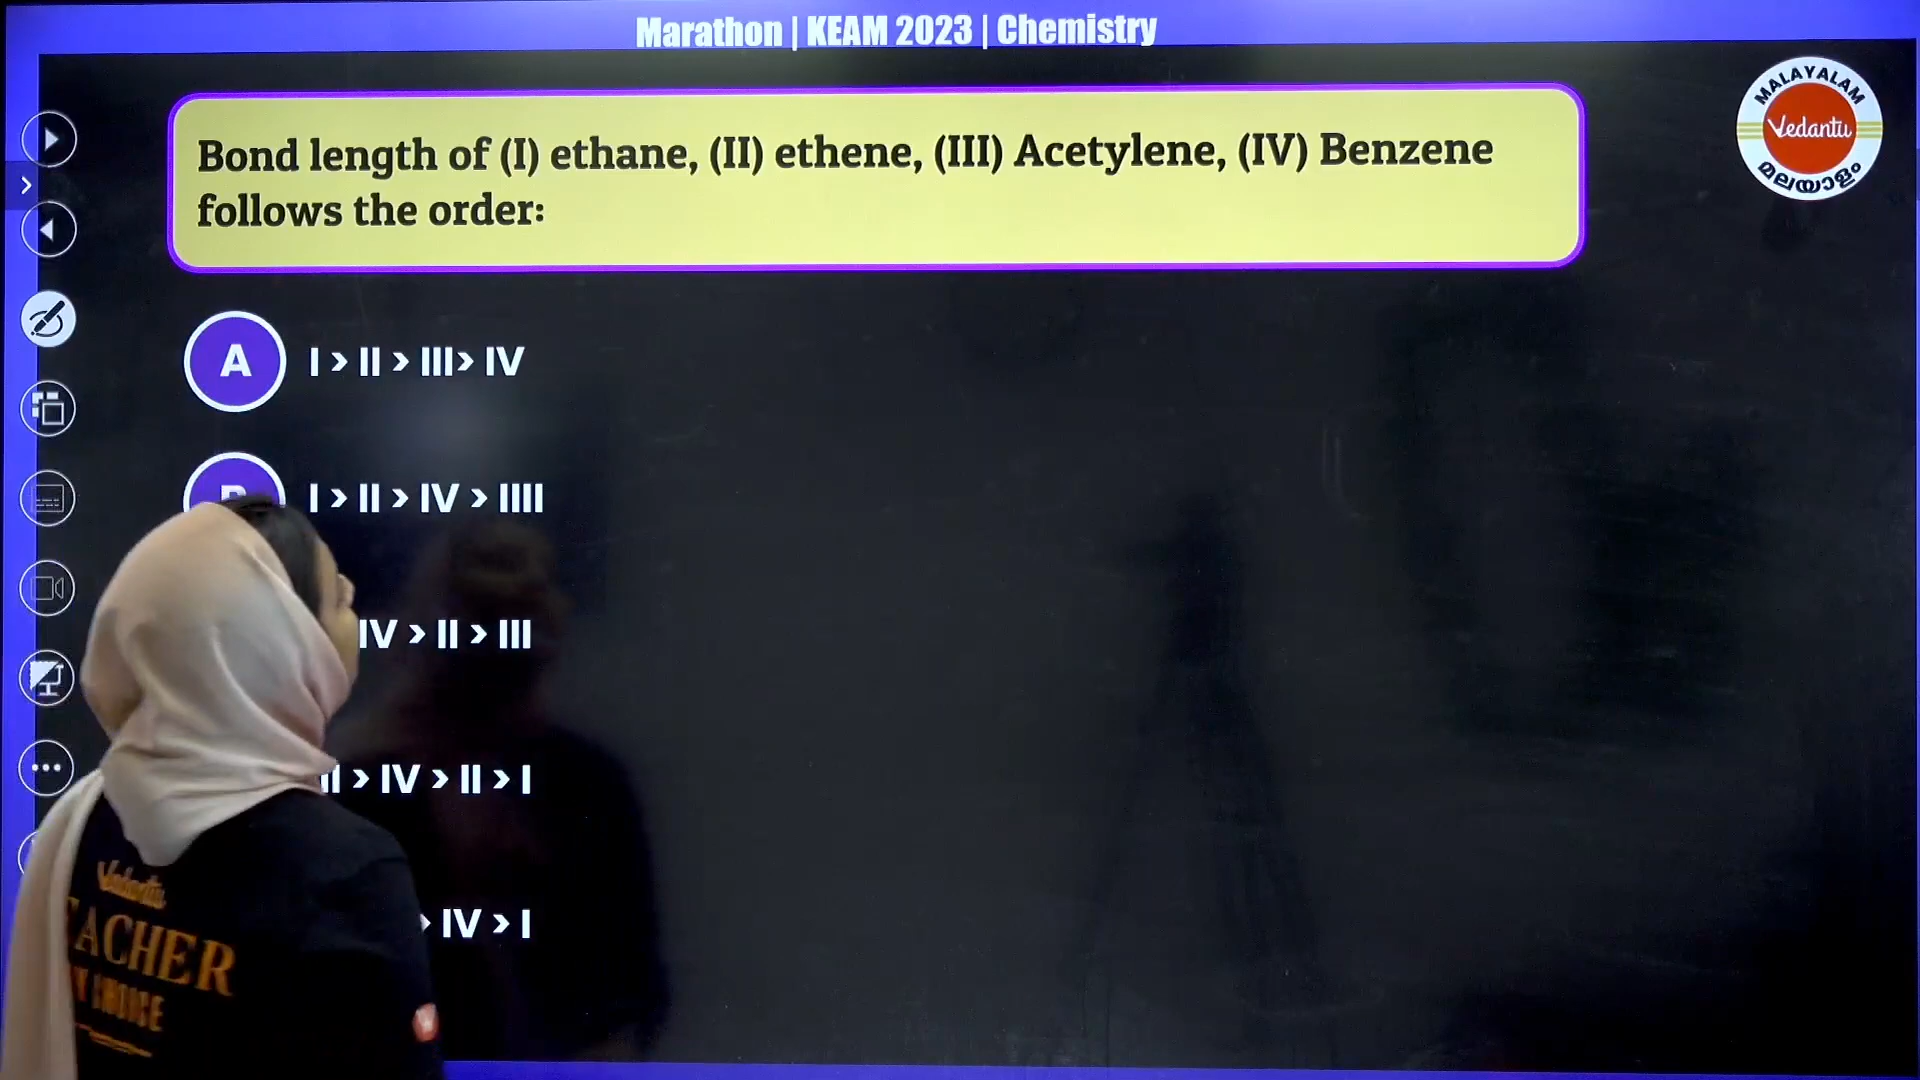 Marathon | KEAM 2023 | Chemistry
Bond length of (I) ethane, (II) ethene, (III) Acetylene, (IV) Benzene
follows the order:
MALAYALAM
Vedantu
മലയാളം
A I > II > III> IV
B I > II > IV > IIII
IV > II > III
> IV > II > I
> IV > I
Vedantu
TEACHER